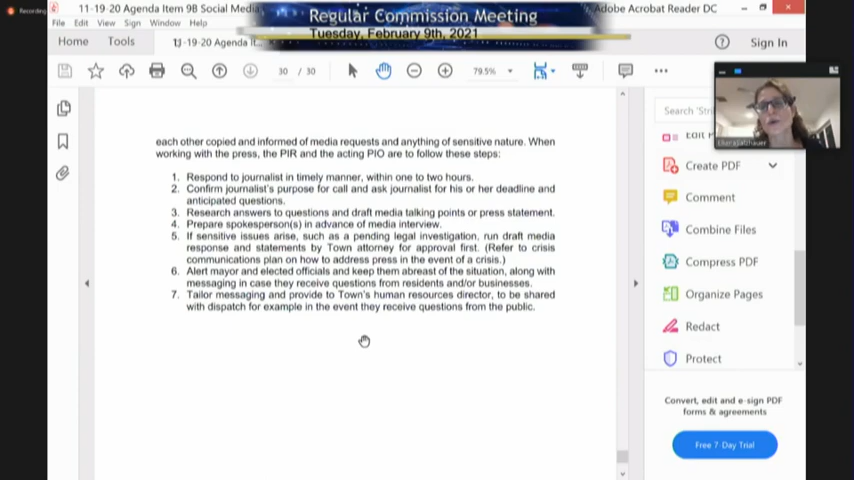 Recording
11-19-20 Agenda Item 9B Social Media
Adobe Acrobat Reader DC
Regular Commission Meeting
Tuesday, February 9th, 2021
File Edit View Sign Window Help
Home Tools
Sign In
30 / 30
79.5%
each other copied and informed of media requests and anything of sensitive nature. When
working with the press, the PIR and the acting PIO are to follow these steps:
1. Respond to journalist in timely manner, within one to two hours.
2. Confirm journalist's purpose for call and ask journalist for his or her deadline and
anticipated questions.
3. Research answers to questions and draft media talking points or press statement.
4. Prepare spokesperson(s) in advance of media interview.
5. If sensitive issues arise, such as a pending legal investigation, run draft media
response and statements by Town attorney for approval first. (Refer to crisis
communications plan on how to address press in the event of a crisis.)
6. Alert mayor and elected officials and keep them abreast of the situation, along with
messaging in case they receive questions from residents and/or businesses.
7. Tailor messaging and provide to Town's human resources director, to be shared
with dispatch for example in the event they receive questions from the public.
Create PDF
Comment
Combine Files
Compress PDF
Organize Pages
Redact
Protect
Convert, edit and e-sign PDF
forms & agreements
Free 7-Day Trial